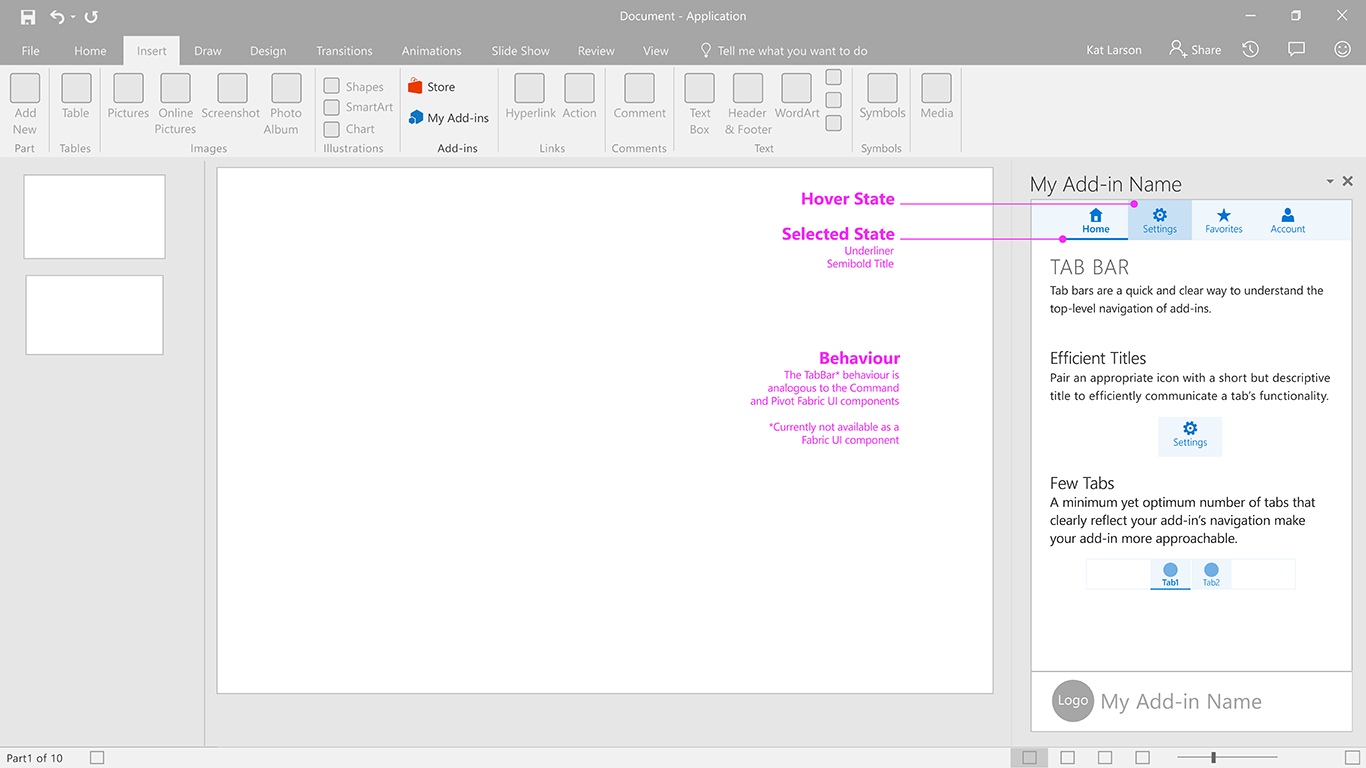 Document - Application
File Home Insert Draw Design Transitions Animations Slide Show Review View Tell me what you want to do Kat Larson Share
Add New
Table
Pictures
Online Pictures
Screenshot
Photo Album
Shapes
SmartArt
Chart
Store
My Add-ins
Hyperlink
Action
Comment
Text Box
Header & Footer
WordArt
Symbols
Media
Part Tables Images Illustrations Add-ins Links Comments Text Symbols
Hover State
Selected State
Underliner
Semibold Title
Behaviour
The TabBar* behaviour is
analogous to the Command
and Pivot Fabric UI components
*Currently not available as a
Fabric UI component
My Add-in Name
Home Settings Favorites Account
TAB BAR
Tab bars are a quick and clear way to understand the
top-level navigation of add-ins.
Efficient Titles
Pair an appropriate icon with a short but descriptive
title to efficiently communicate a tab's functionality.
Settings
Few Tabs
A minimum yet optimum number of tabs that
clearly reflect your add-in's navigation make
your add-in more approachable.
Tab1 Tab2
Logo My Add-in Name
Part1 of 10